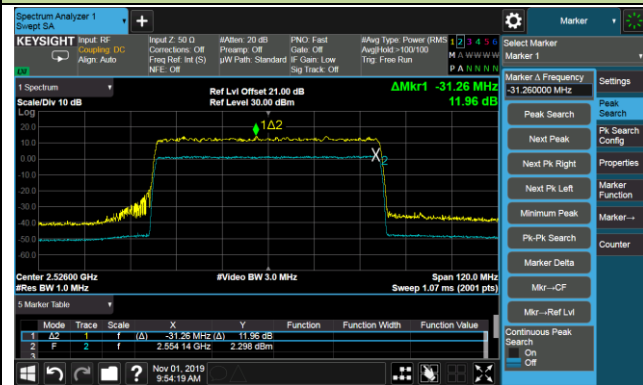 Spectrum Analyzer 1
Swept SA
Marker
KEYSIGHT
Input: RF
Coupling: DC
Align: Auto
Input Z: 50 Ω
Corrections: Off
Freq Ref: Int (S)
NFE: Off
#Atten: 20 dB
Preamp: Off
µW Path: Standard
PNO: Fast
Gate: Off
IF Gain: Low
Sig Track: Off
#Avg Type: Power (RMS
Avg|Hold:>100/100
Trig: Free Run
1 2 3 4 5 6
M A W W W W
P A N N N N
LXI
Select Marker
Marker 1
1 Spectrum
Scale/Div 10 dB
Log
Ref Lvl Offset 21.00 dB
Ref Level 30.00 dBm
ΔMkr1 -31.26 MHz
11.96 dB
20.0
10.0
0.00
-10.0
-20.0
-30.0
-40.0
-50.0
-60.0
1Δ2
2
Center 2.52600 GHz
#Res BW 1.0 MHz
#Video BW 3.0 MHz
Span 120.0 MHz
Sweep 1.07 ms (2001 pts)
5 Marker Table
Mode Trace Scale X Y Function Function Width Function Value
1 Δ2 1 f (Δ) -31.26 MHz (Δ) 11.96 dB
2 F 2 f 2.554 14 GHz 2.298 dBm
3
Nov 01, 2019
9:54:19 AM
Marker Δ Frequency
-31.260000 MHz
Peak Search
Next Peak
Next Pk Right
Next Pk Left
Minimum Peak
Pk-Pk Search
Marker Delta
Mkr→CF
Mkr→Ref Lvl
Continuous Peak
Search
On
Off
Settings
Peak
Search
Pk Search
Config
Properties
Marker
Function
Marker→
Counter